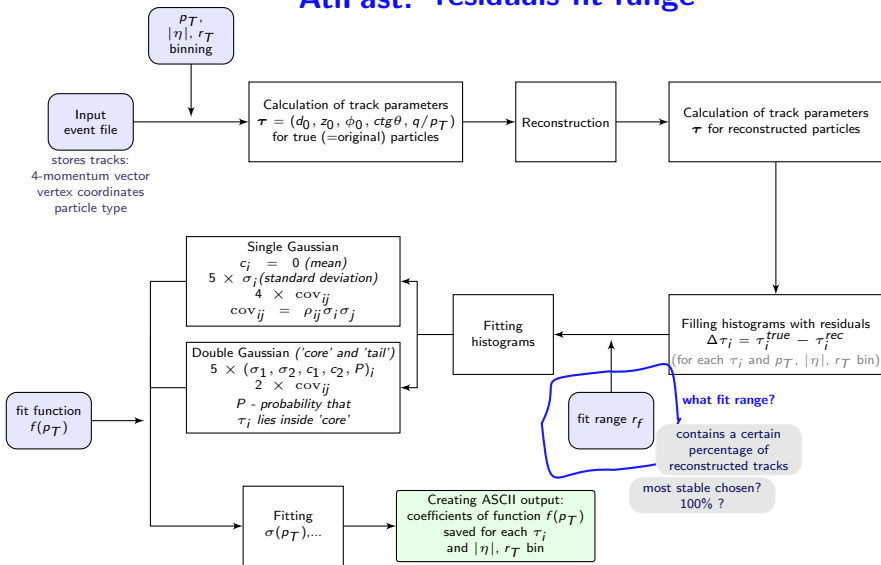 AtlFast: residuals fit range
p_T,
|η|, r_T
binning
Input
event file
stores tracks:
4-momentum vector
vertex coordinates
particle type
Calculation of track parameters
τ = (d_0, z_0, ϕ_0, ctgθ, q/p_T)
for true (=original) particles
Reconstruction
Calculation of track parameters
τ for reconstructed particles
Single Gaussian
c_i = 0 (mean)
5 × σ_i (standard deviation)
4 × cov_ij
cov_ij = ρ_ij σ_i σ_j
Double Gaussian ('core' and 'tail')
5 × (σ_1, σ_2, c_1, c_2, P)_i
2 × cov_ij
P - probability that
τ_i lies inside 'core'
Fitting
histograms
Filling histograms with residuals
Δτ_i = τ_i^true − τ_i^rec
(for each τ_i and p_T, |η|, r_T bin)
fit range r_f
what fit range?
contains a certain
percentage of
reconstructed tracks
most stable chosen?
100% ?
fit function
f(p_T)
Fitting
σ(p_T),...
Creating ASCII output:
coefficients of function f(p_T)
saved for each τ_i
and |η|, r_T bin